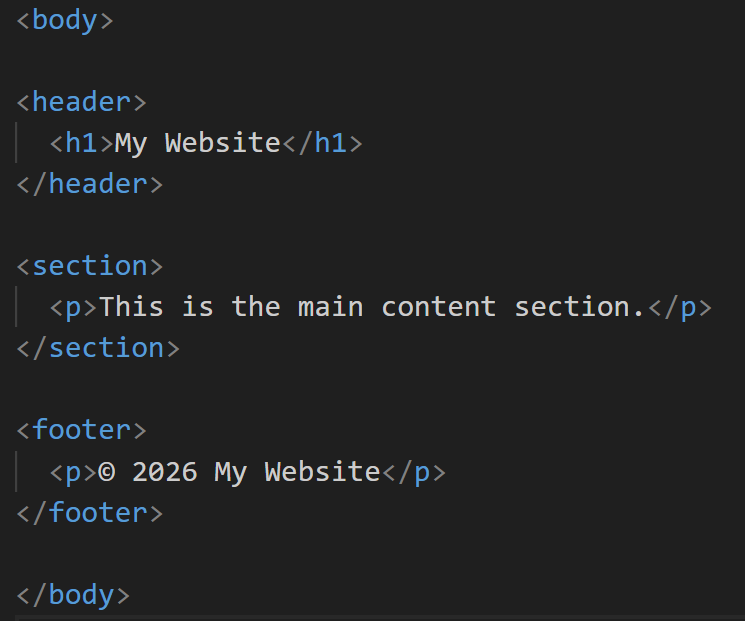 <body>
<header>
<h1>My Website</h1>
</header>
<section>
<p>This is the main content section.</p>
</section>
<footer>
<p>© 2026 My Website</p>
</footer>
</body>